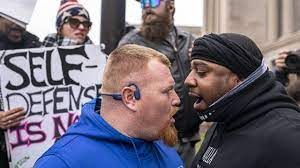 SELF-
DEFENSE
IS N